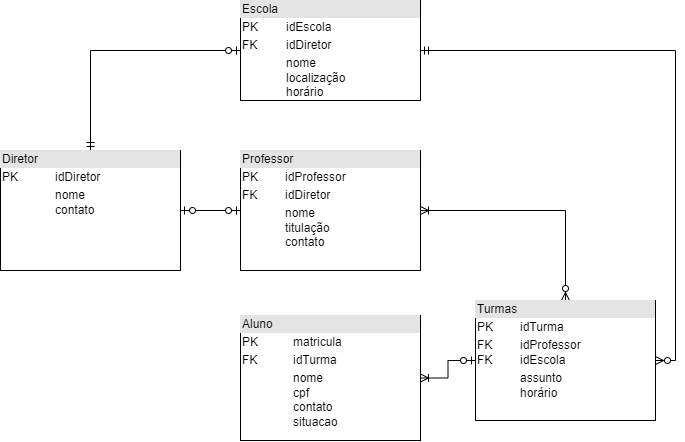 Escola
PK idEscola
FK idDiretor
nome
localização
horário
Diretor
PK idDiretor
nome
contato
Professor
PK idProfessor
FK idDiretor
nome
titulação
contato
Aluno
PK matricula
FK idTurma
nome
cpf
contato
situacao
Turmas
PK idTurma
FK idProfessor
FK idEscola
assunto
horário